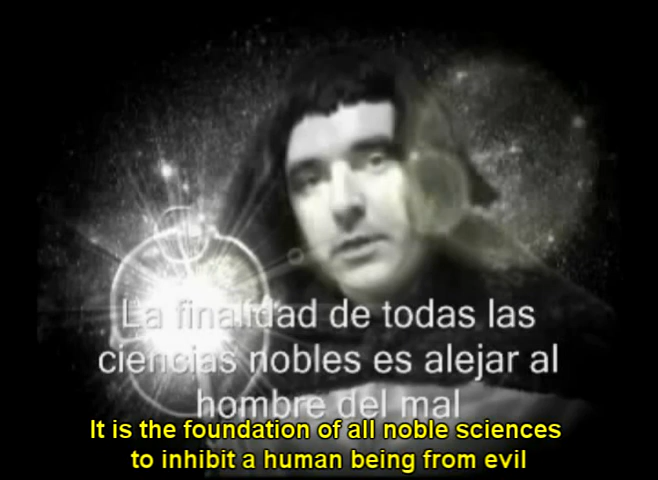 La finalidad de todas las
ciencias nobles es alejar al
hombre del mal
It is the foundation of all noble sciences
to inhibit a human being from evil